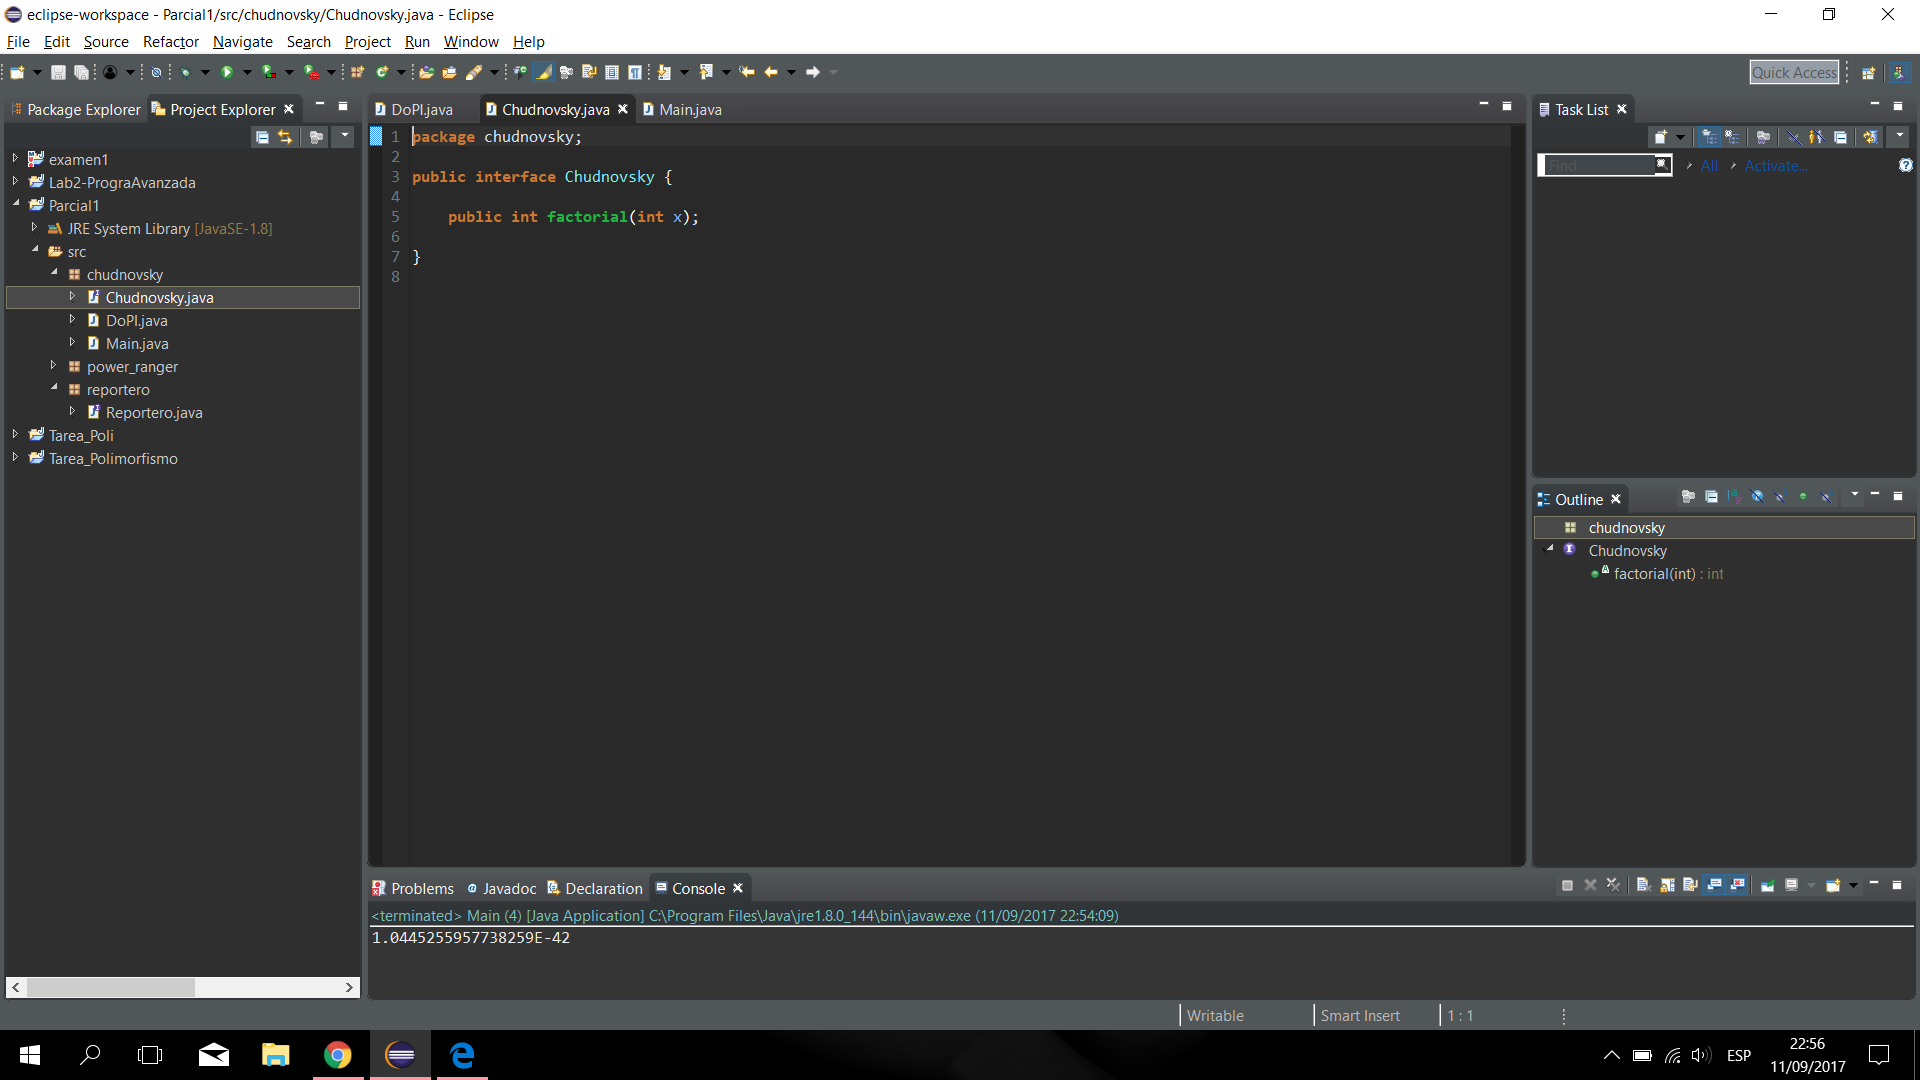 eclipse-workspace - Parcial1/src/chudnovsky/Chudnovsky.java - Eclipse
File Edit Source Refactor Navigate Search Project Run Window Help
Quick Access
Package Explorer Project Explorer
DoPI.java Chudnovsky.java Main.java
Task List
Find All Activate...
examen1
Lab2-PrograAvanzada
Parcial1
JRE System Library [JavaSE-1.8]
src
chudnovsky
Chudnovsky.java
DoPI.java
Main.java
power_ranger
reportero
Reportero.java
Tarea_Poli
Tarea_Polimorfismo
1 package chudnovsky;
2
3 public interface Chudnovsky {
4
5 public int factorial(int x);
6
7 }
8
Outline
chudnovsky
Chudnovsky
factorial(int) : int
Problems Javadoc Declaration Console
<terminated> Main (4) [Java Application] C:\Program Files\Java\jre1.8.0_144\bin\javaw.exe (11/09/2017 22:54:09)
1.0445255957738259E-42
Writable Smart Insert 1 : 1
ESP
22:56
11/09/2017